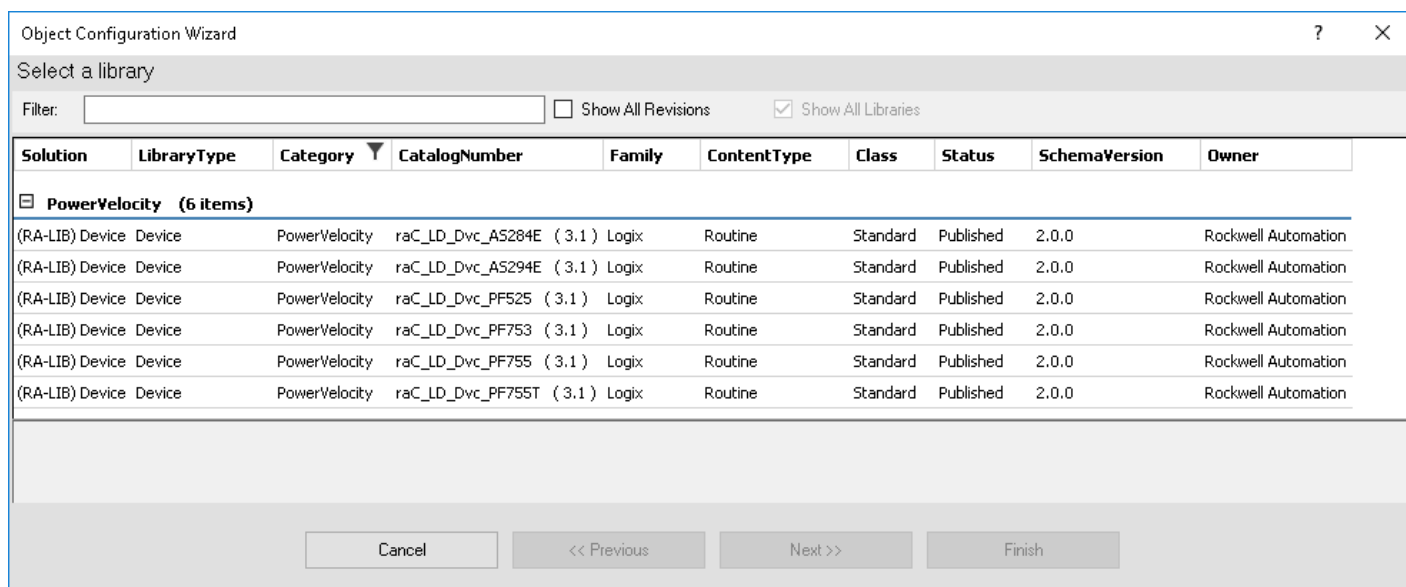 Object Configuration Wizard ? ×
Select a library
Filter: Show All Revisions Show All Libraries
Solution LibraryType Category CatalogNumber Family ContentType Class Status SchemaVersion Owner
PowerVelocity (6 items)
(RA-LIB) Device Device PowerVelocity raC_LD_Dvc_AS284E ( 3.1 ) Logix Routine Standard Published 2.0.0 Rockwell Automation
(RA-LIB) Device Device PowerVelocity raC_LD_Dvc_AS294E ( 3.1 ) Logix Routine Standard Published 2.0.0 Rockwell Automation
(RA-LIB) Device Device PowerVelocity raC_LD_Dvc_PF525 ( 3.1 ) Logix Routine Standard Published 2.0.0 Rockwell Automation
(RA-LIB) Device Device PowerVelocity raC_LD_Dvc_PF753 ( 3.1 ) Logix Routine Standard Published 2.0.0 Rockwell Automation
(RA-LIB) Device Device PowerVelocity raC_LD_Dvc_PF755 ( 3.1 ) Logix Routine Standard Published 2.0.0 Rockwell Automation
(RA-LIB) Device Device PowerVelocity raC_LD_Dvc_PF755T ( 3.1 ) Logix Routine Standard Published 2.0.0 Rockwell Automation
Cancel << Previous Next >> Finish